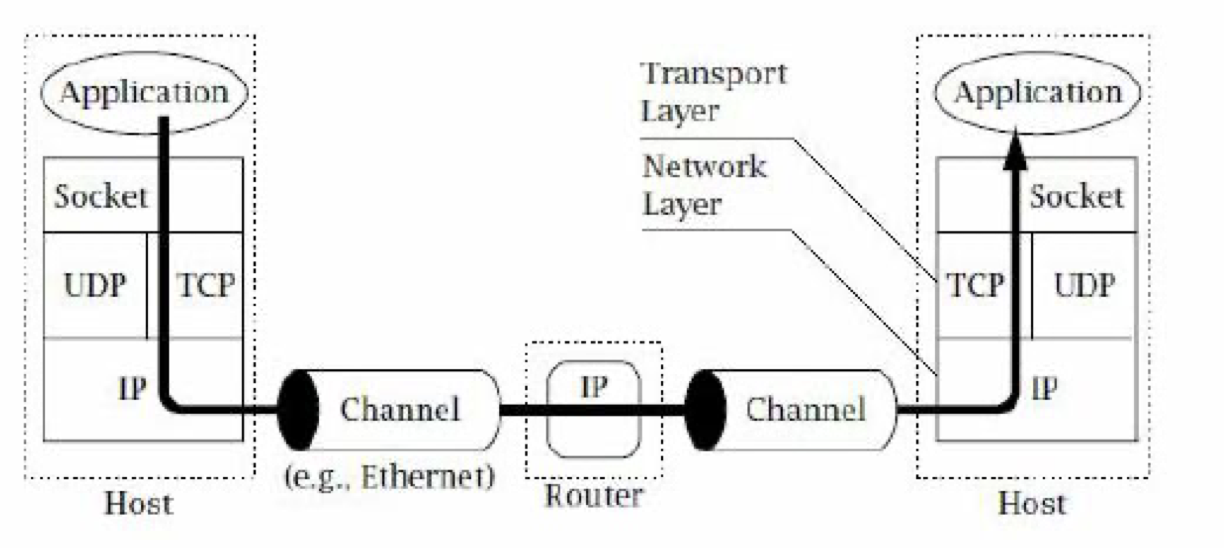 Application
Socket
UDP
TCP
IP
Host
Channel
(e.g., Ethernet)
IP
Router
Channel
Transport
Layer
Network
Layer
Application
Socket
TCP
UDP
IP
Host